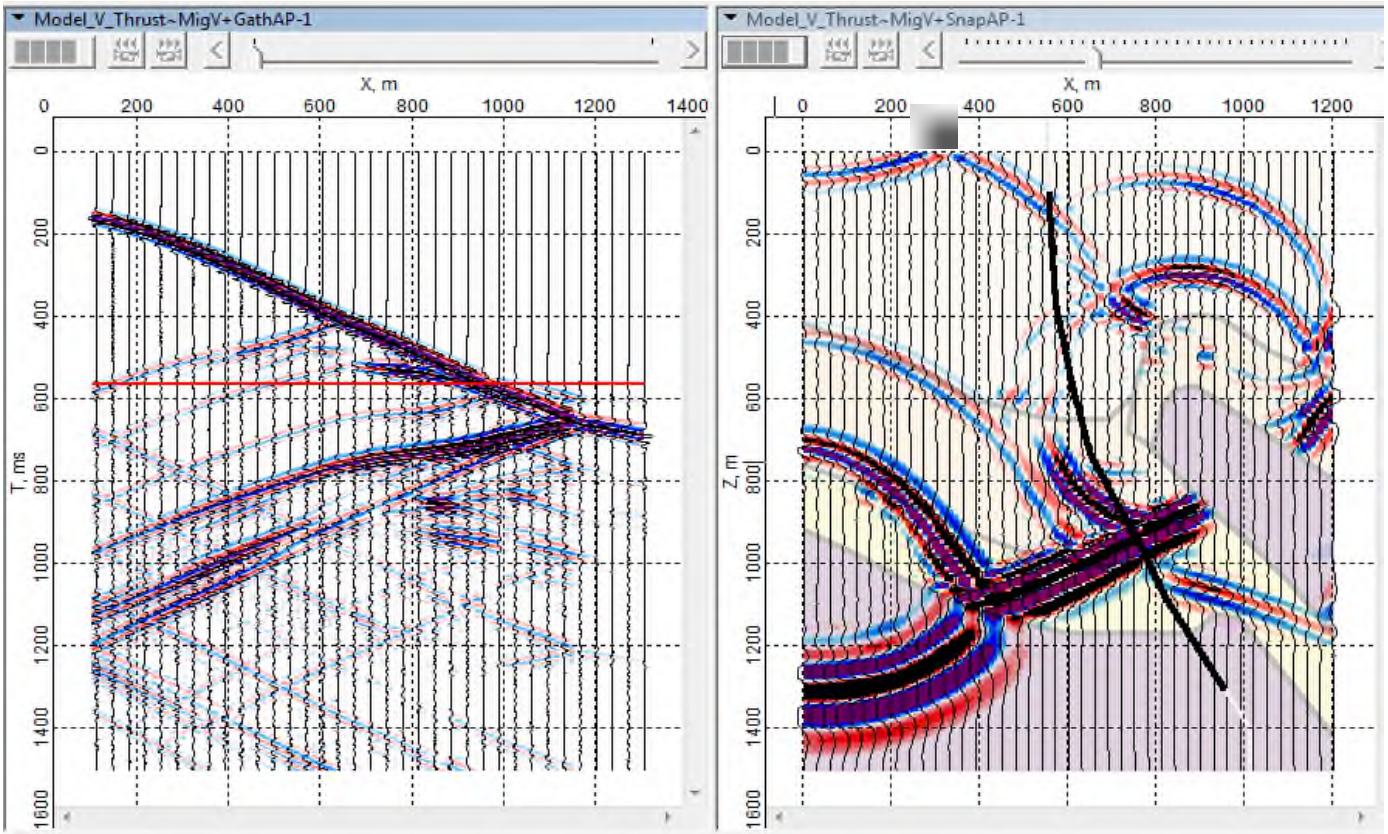 Model_V_Thrust~MigV+GathAP-1
X, m
0 200 400 600 800 1000 1200 1400
T, ms
0
200
400
600
800
1000
1200
1400
1600
Model_V_Thrust~MigV+SnapAP-1
X, m
0 200 400 600 800 1000 1200
Z, m
0
200
400
600
800
1000
1200
1400
1600